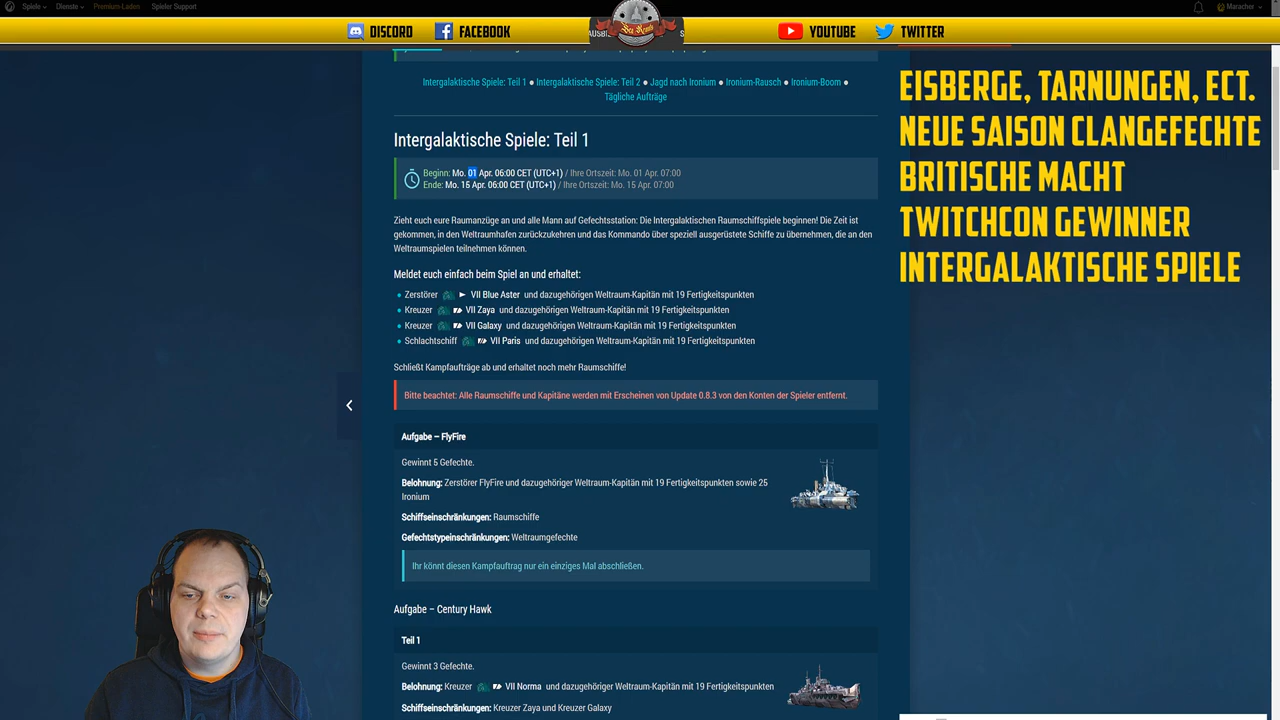 Spiele
Dienste
Premium-Laden
Spieler Support
Maracher
DISCORD
FACEBOOK
YOUTUBE
TWITTER
Intergalaktische Spiele: Teil 1 ● Intergalaktische Spiele: Teil 2 ● Jagd nach Ironium ● Ironium-Rausch ● Ironium-Boom ●
Tägliche Aufträge
Intergalaktische Spiele: Teil 1
Beginn: Mo. 01 Apr. 06:00 CET (UTC+1) / Ihre Ortszeit: Mo. 01 Apr. 07:00
Ende: Mo. 15 Apr. 06:00 CET (UTC+1) / Ihre Ortszeit: Mo. 15 Apr. 07:00
Zieht euch eure Raumanzüge an und alle Mann auf Gefechtsstation: Die Intergalaktischen Raumschiffspiele beginnen! Die Zeit ist
gekommen, in den Weltraumhafen zurückzukehren und das Kommando über speziell ausgerüstete Schiffe zu übernehmen, die an den
Weltraumspielen teilnehmen können.
Meldet euch einfach beim Spiel an und erhaltet:
● Zerstörer VII Blue Aster und dazugehörigen Weltraum-Kapitän mit 19 Fertigkeitspunkten
● Kreuzer VII Zaya und dazugehörigen Weltraum-Kapitän mit 19 Fertigkeitspunkten
● Kreuzer VII Galaxy und dazugehörigen Weltraum-Kapitän mit 19 Fertigkeitspunkten
● Schlachtschiff VII Paris und dazugehörigen Weltraum-Kapitän mit 19 Fertigkeitspunkten
Schließt Kampfaufträge ab und erhaltet noch mehr Raumschiffe!
Bitte beachtet: Alle Raumschiffe und Kapitäne werden mit Erscheinen von Update 0.8.3 von den Konten der Spieler entfernt.
Aufgabe – FlyFire
Gewinnt 5 Gefechte.
Belohnung: Zerstörer FlyFire und dazugehöriger Weltraum-Kapitän mit 19 Fertigkeitspunkten sowie 25
Ironium
Schiffseinschränkungen: Raumschiffe
Gefechtstypeinschränkungen: Weltraumgefechte
Ihr könnt diesen Kampfauftrag nur ein einziges Mal abschließen.
Aufgabe – Century Hawk
Teil 1
Gewinnt 3 Gefechte.
Belohnung: Kreuzer VII Norma und dazugehöriger Weltraum-Kapitän mit 19 Fertigkeitspunkten
Schiffseinschränkungen: Kreuzer Zaya und Kreuzer Galaxy
EISBERGE, TARNUNGEN, ECT.
NEUE SAISON CLANGEFECHTE
BRITISCHE MACHT
TWITCHCON GEWINNER
INTERGALAKTISCHE SPIELE